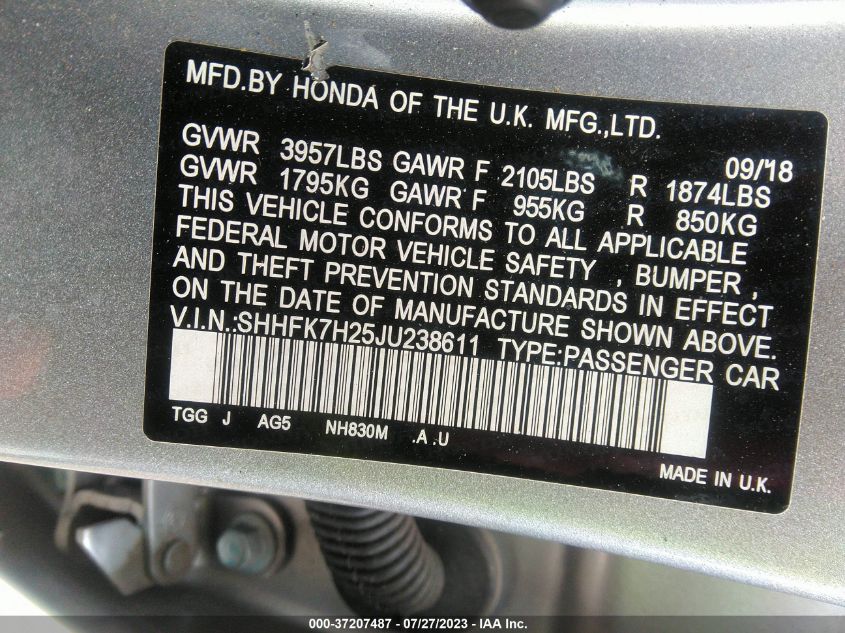 MFD.BY HONDA OF THE U.K. MFG.,LTD.
09/'18
GVWR 3957LBS GAWR F 2105LBS R 1874LBS
GVWR 1795KG GAWR F 955KG R 850KG
THIS VEHICLE CONFORMS TO ALL APPLICABLE
FEDERAL MOTOR VEHICLE SAFETY , BUMPER ,
AND THEFT PREVENTION STANDARDS IN EFFECT
ON THE DATE OF MANUFACTURE SHOWN ABOVE.
V.I.N.:SHHFK7H25JU238611 TYPE:PASSENGER CAR
TGG J AG5 NH830M .A .U
MADE IN U.K.
000-37207487 / 07/27/2023 - IAA Inc.